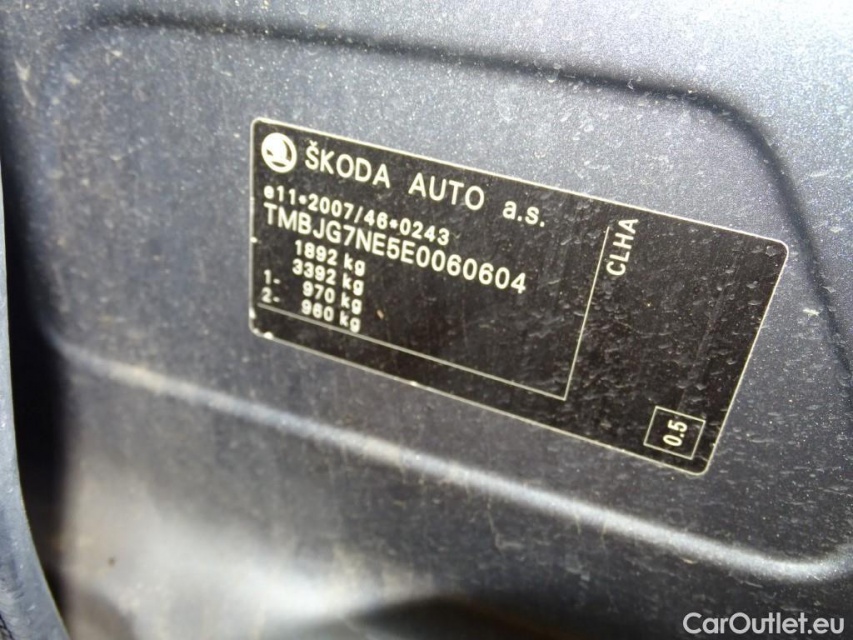 ŠKODA AUTO a.s.
e11*2007/46*0243
TMBJG7NE5E0060604
1892 kg
3392 kg
1- 970 kg
2- 960 kg
CLHA
0.5
CarOutlet.eu